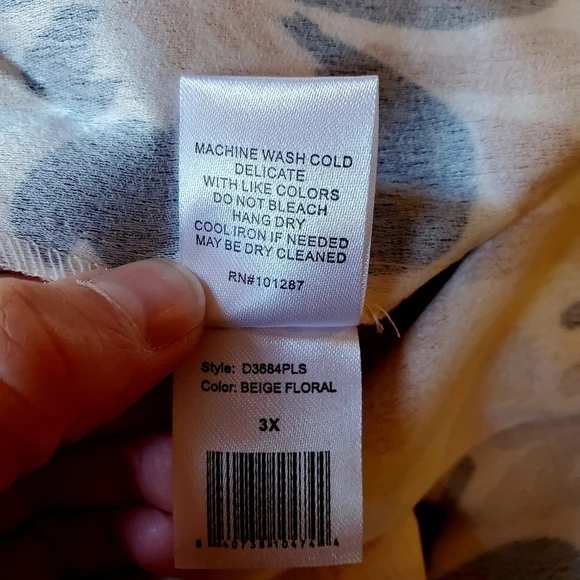 MACHINE WASH COLD
DELICATE
WITH LIKE COLORS
DO NOT BLEACH
HANG DRY
COOL IRON IF NEEDED
MAY BE DRY CLEANED
RN#101287
Style: D3684PLS
Color: BEIGE FLORAL
3X